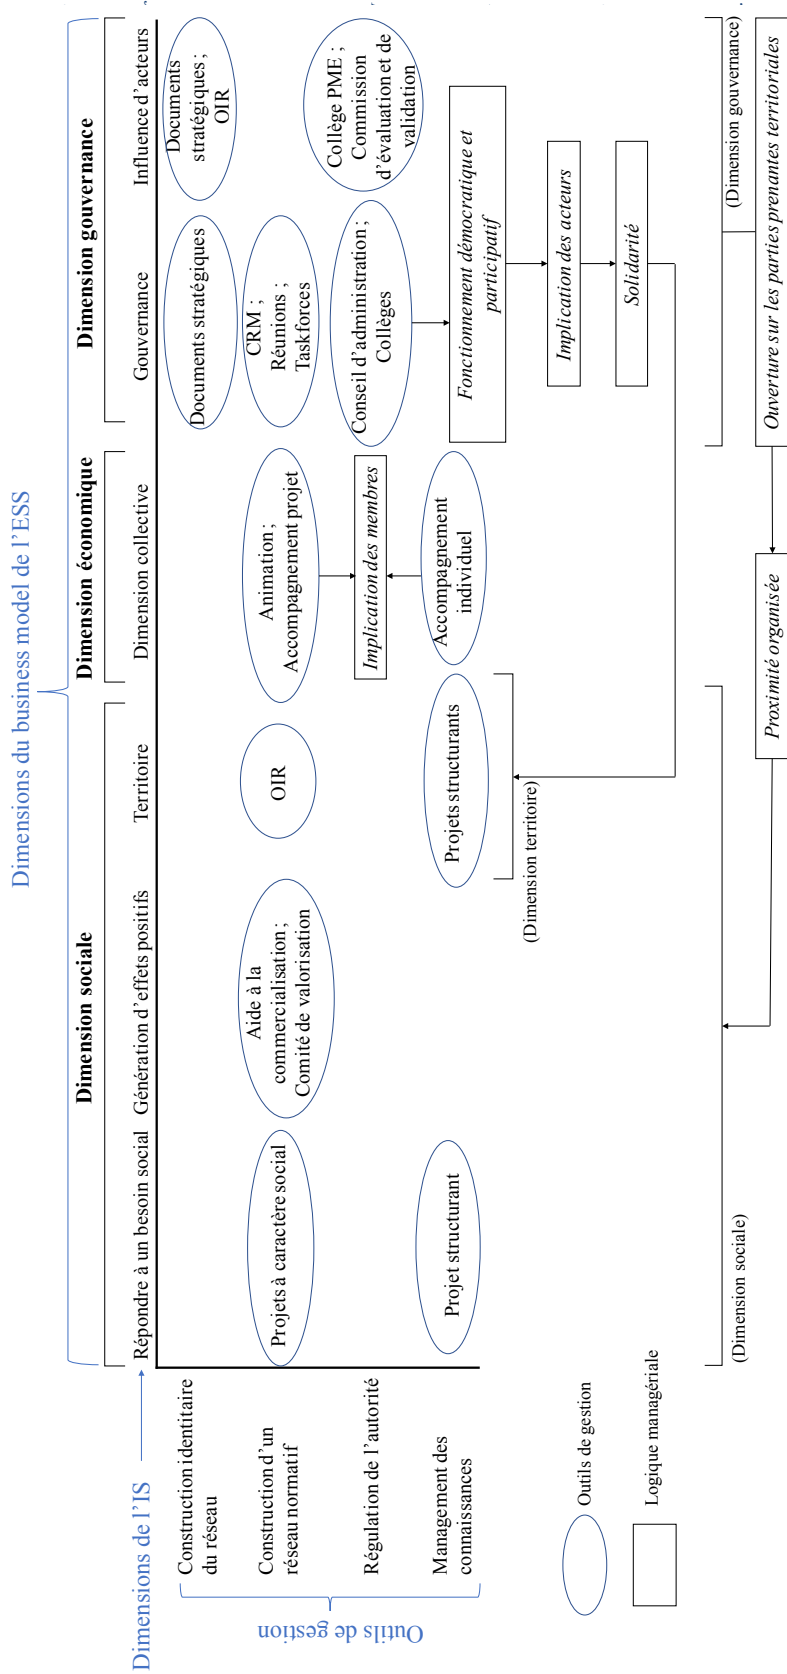 Dimensions du business model de l'ESS
Dimension sociale
Dimension économique
Dimension gouvernance
Dimensions de l'IS
Répondre à un besoin social
Génération d'effets positifs
Territoire
Dimension collective
Gouvernance
Influence d'acteurs
Outils de gestion
Construction identitaire
du réseau
Documents stratégiques
Documents
stratégiques ;
OIR
Construction d'un
réseau normatif
Projets à caractère social
Aide à la
commercialisation ;
Comité de valorisation
OIR
Animation ;
Accompagnement projet
CRM ;
Réunions ;
Taskforces
Régulation de l'autorité
Implication des membres
Conseil d'administration ;
Collèges
Collège PME ;
Commission
d'évaluation et de
validation
Management des
connaissances
Projet structurant
Projets structurants
Accompagnement
individuel
Fonctionnement démocratique et
participatif
(Dimension territoire)
Implication des acteurs
Solidarité
Outils de gestion
Logique managériale
(Dimension sociale)
(Dimension gouvernance)
Proximité organisée
Ouverture sur les parties prenantes territoriales